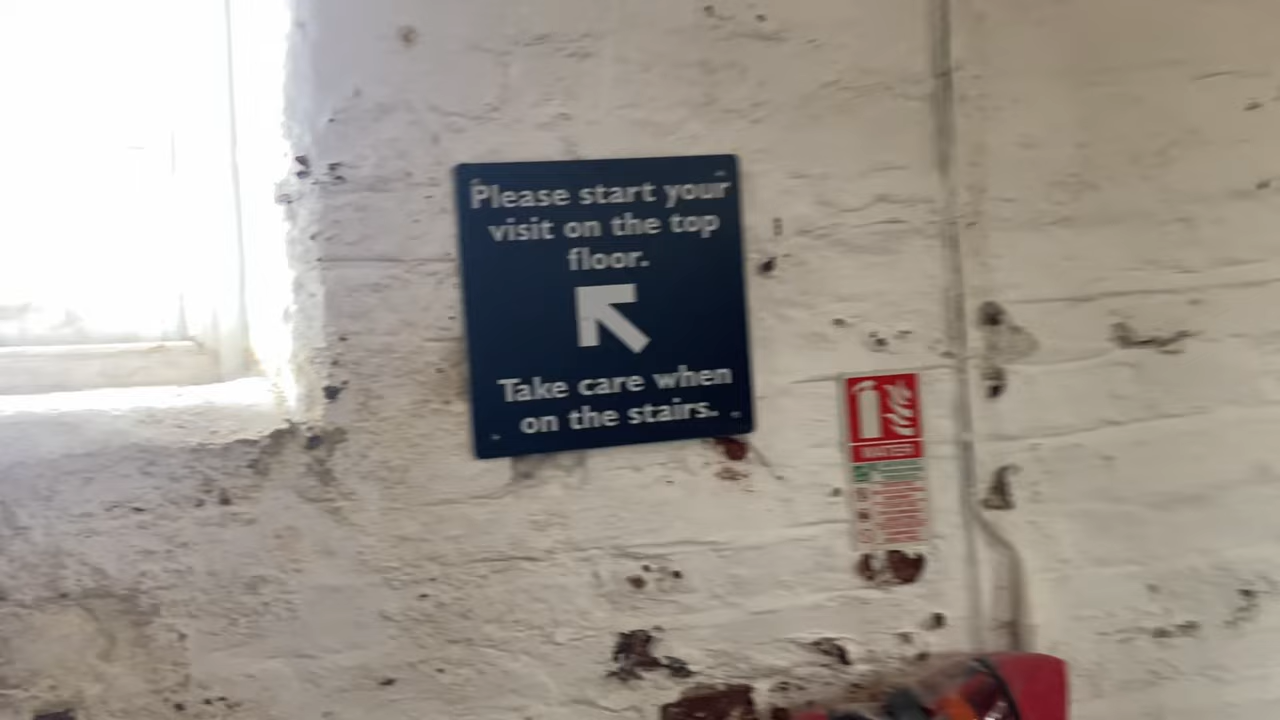 Please start your
visit on the top
floor.
Take care when
on the stairs.
WATER